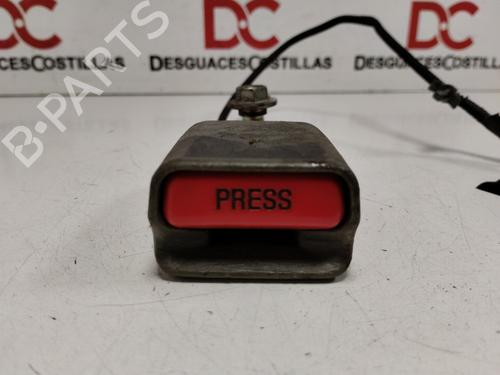 DC DC DC
DESGUACESCOSTILLAS DESGUACESCOSTILLAS
B-PARTS
PRESS